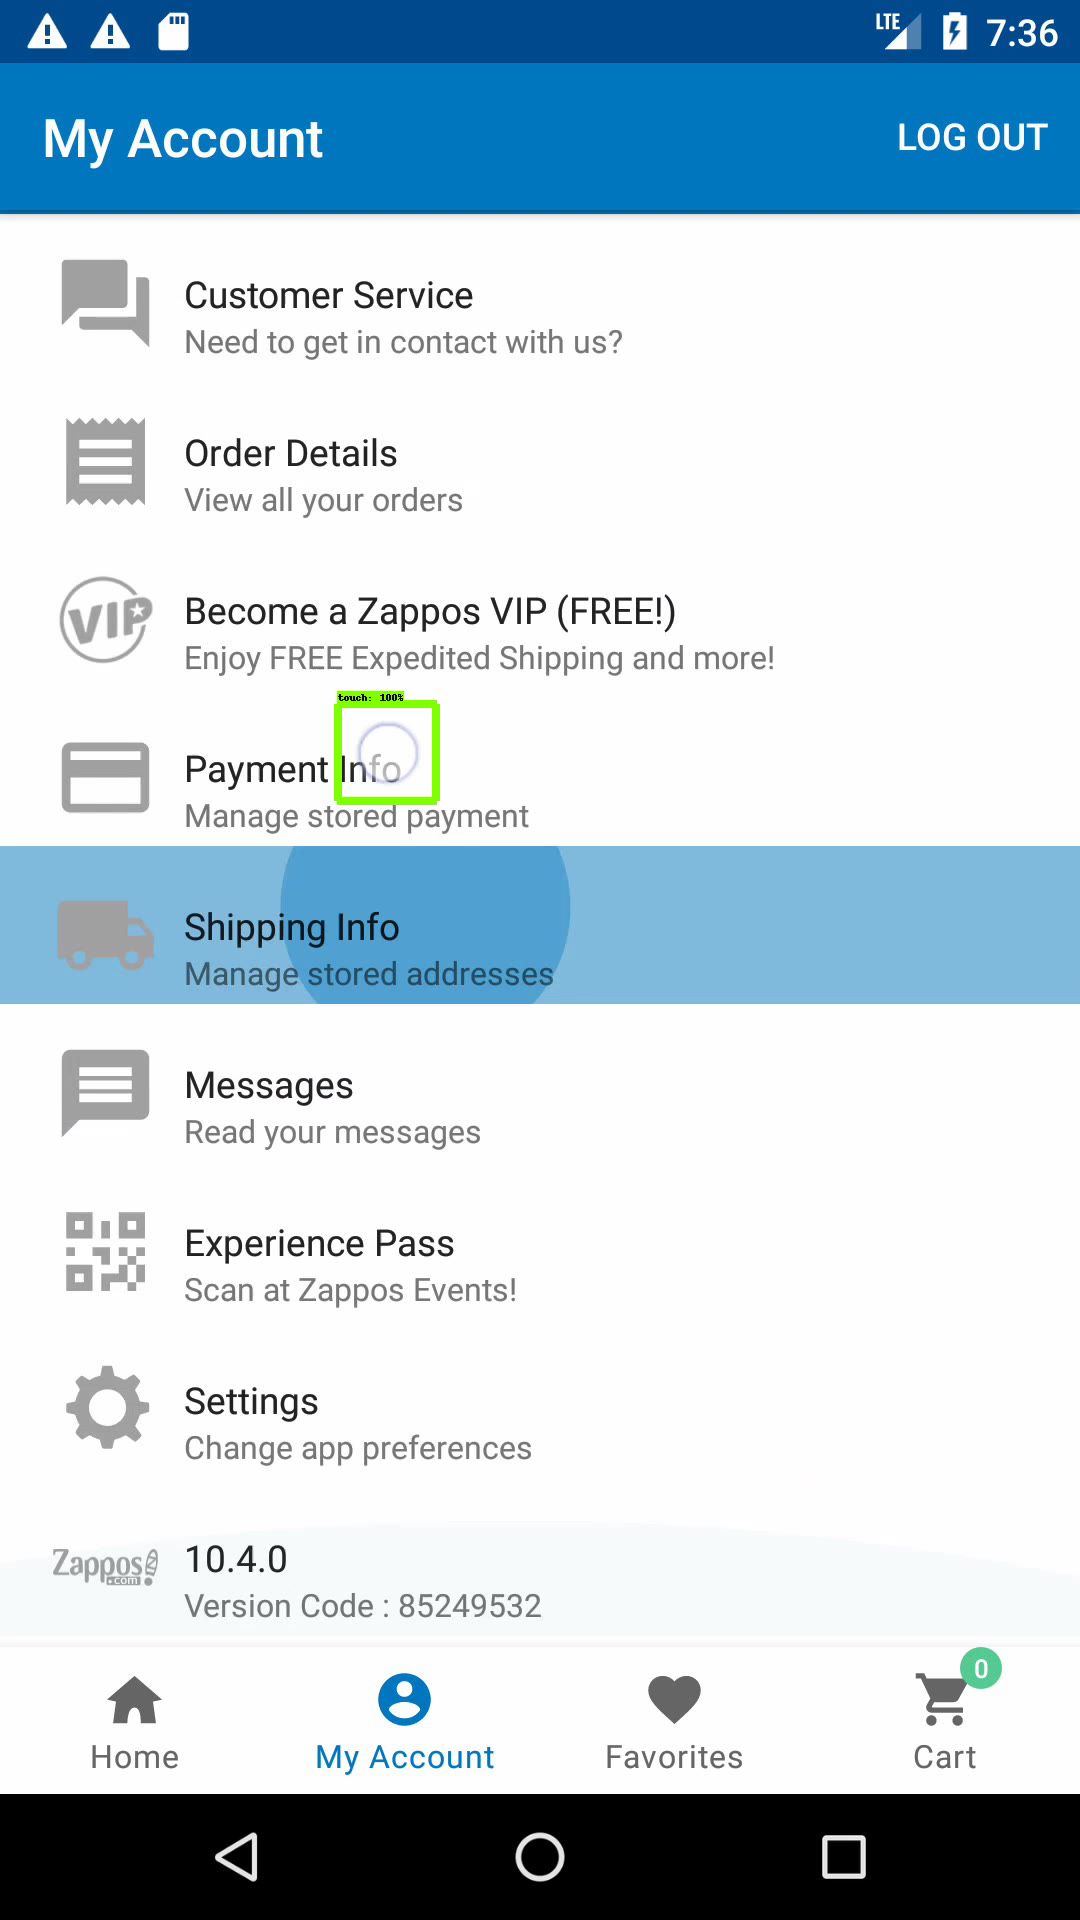 LTE 7:36
My Account LOG OUT
Customer Service
Need to get in contact with us?
Order Details
View all your orders
VIP
Become a Zappos VIP (FREE!)
Enjoy FREE Expedited Shipping and more!
touch: 100%
Payment Info
Manage stored payment
Shipping Info
Manage stored addresses
Messages
Read your messages
Experience Pass
Scan at Zappos Events!
Settings
Change app preferences
Zappos
.com
10.4.0
Version Code : 85249532
0
Home My Account Favorites Cart